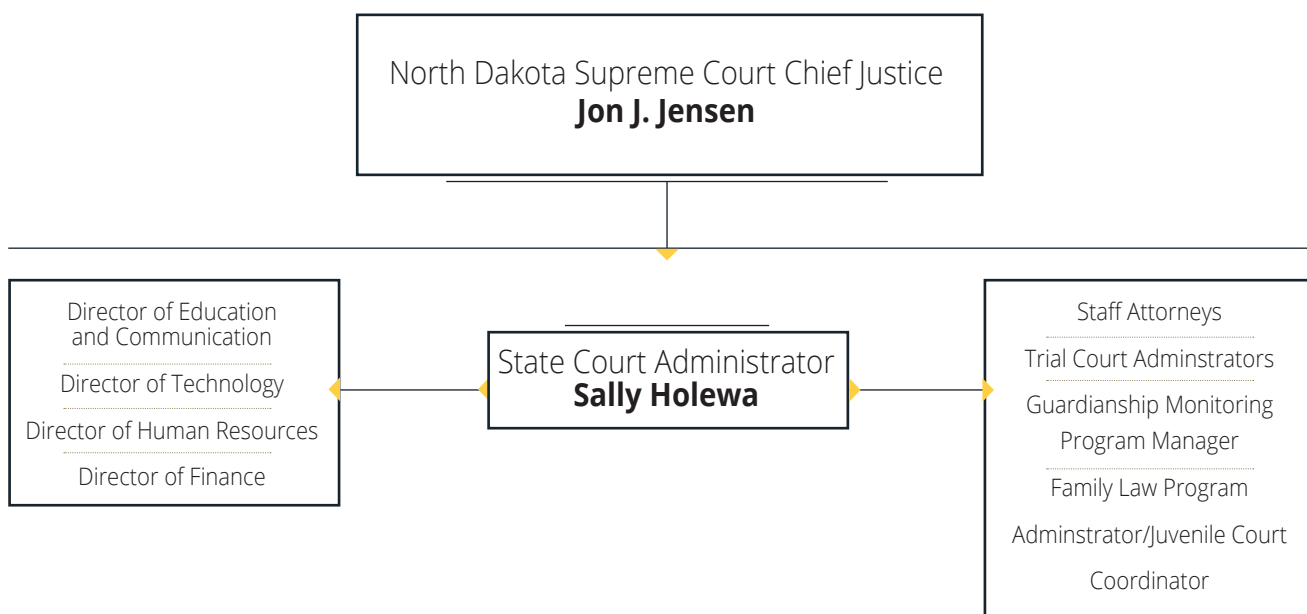 North Dakota Supreme Court Chief Justice
Jon J. Jensen
Director of Education
and Communication
Director of Technology
Director of Human Resources
Director of Finance
State Court Administrator
Sally Holewa
Staff Attorneys
Trial Court Adminstrators
Guardianship Monitoring
Program Manager
Family Law Program
Adminstrator/Juvenile Court
Coordinator